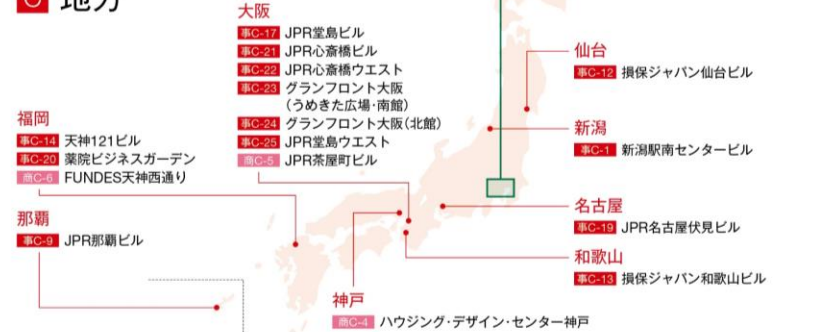 C
大阪
事C-17 JPR堂島ビル
事C-21 JPR心斎橋ビル
事C-22 JPR心斎橋ウエスト
事C-23 グランフロント大阪
（うめきた広場・南館）
事C-24 グランフロント大阪（北館）
事C-25 JPR堂島ウエスト
商C-5 JPR茶屋町ビル
仙台
事C-12 損保ジャパン仙台ビル
福岡
事C-14 天神121ビル
事C-20 薬院ビジネスガーデン
商C-6 FUNDES天神西通り
新潟
事C-1 新潟駅南センタービル
那覇
事C-9 JPR那覇ビル
名古屋
事C-19 JPR名古屋伏見ビル
和歌山
事C-13 損保ジャパン和歌山ビル
神戸
商C-4 ハウジング・デザイン・センター神戸